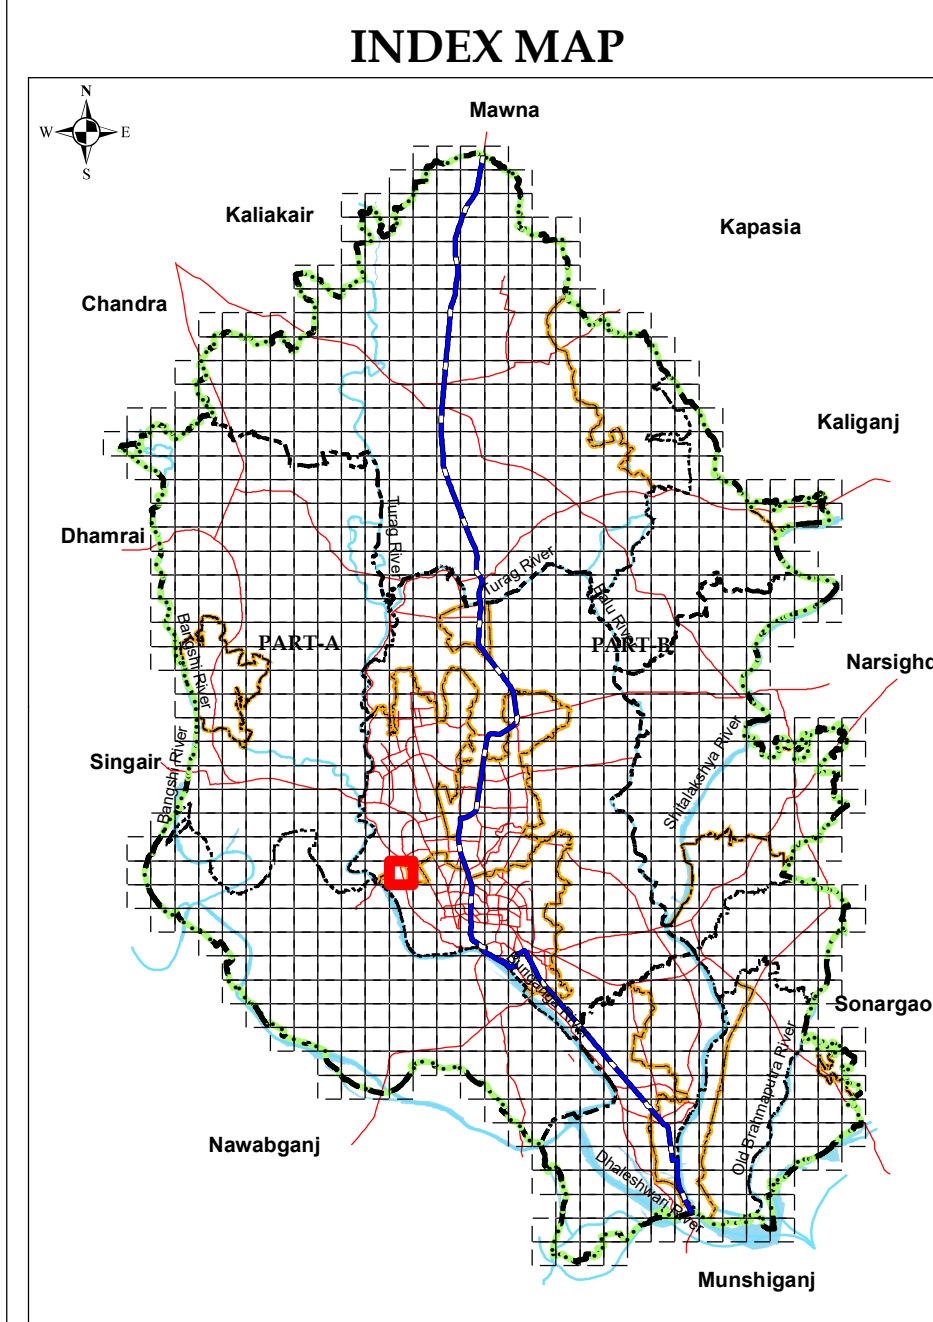 INDEX MAP
N
W E
S
Mawna
Kaliakair
Kapasia
Chandra
Kaliganj
Dhamrai
Turag River
Turag River
Balu River
Bangshi River
PART-A
PART-B
Narsighd
Singair
Bangshi River
Shitalakshya River
Buriganga River
Sonargao
Old Brahmaputra River
Nawabganj
Dhaleshwari River
Munshiganj